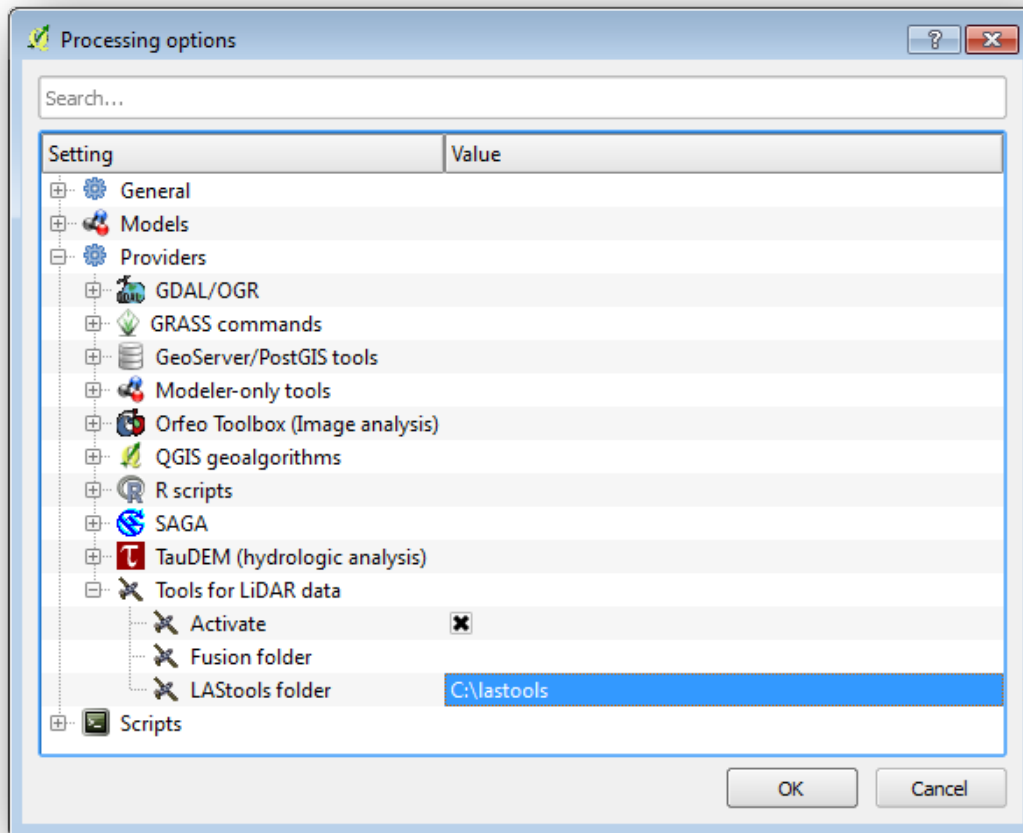 Processing options
Search...
Setting Value
General
Models
Providers
GDAL/OGR
GRASS commands
GeoServer/PostGIS tools
Modeler-only tools
Orfeo Toolbox (Image analysis)
QGIS geoalgorithms
R scripts
SAGA
TauDEM (hydrologic analysis)
Tools for LiDAR data
Activate
Fusion folder
LAStools folder C:\lastools
Scripts
OK Cancel